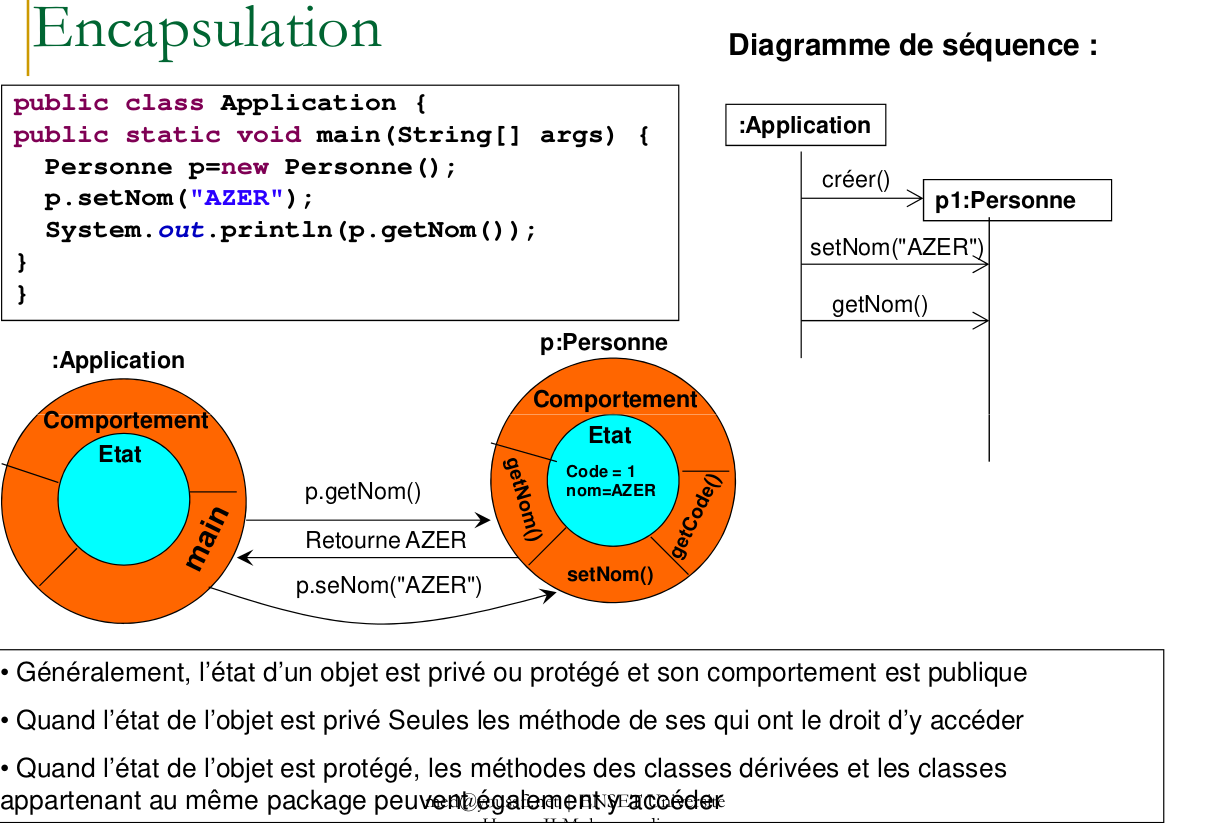 Encapsulation
Diagramme de séquence :
public class Application {
public static void main(String[] args) {
Personne p=new Personne();
p.setNom("AZER");
System.out.println(p.getNom());
}
}
:Application
créer()
p1:Personne
setNom("AZER")
getNom()
:Application
Comportement
Etat
main
p.getNom()
Retourne AZER
p.seNom("AZER")
p:Personne
Comportement
Etat
Code = 1
nom=AZER
getNom()
getCode()
setNom()
• Généralement, l’état d’un objet est privé ou protégé et son comportement est publique
• Quand l’état de l’objet est privé Seules les méthode de ses qui ont le droit d’y accéder
• Quand l’état de l’objet est protégé, les méthodes des classes dérivées et les classes
appartenant au même package peuvent également y accéder
ENSET Université